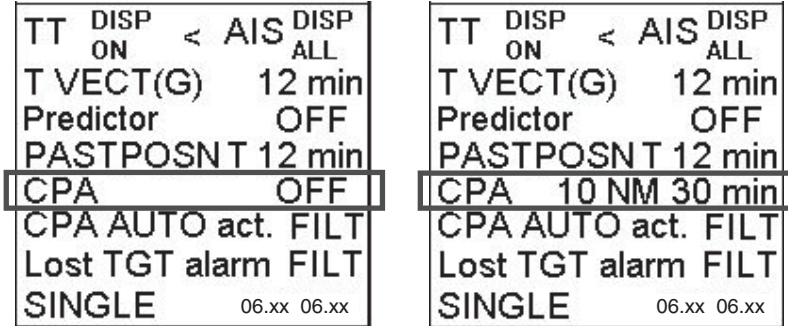 TT DISP ON < AIS DISP ALL
T VECT(G) 12 min
Predictor OFF
PASTPOSN T 12 min
CPA OFF
CPA AUTO act. FILT
Lost TGT alarm FILT
SINGLE 06.xx 06.xx
TT DISP ON < AIS DISP ALL
T VECT(G) 12 min
Predictor OFF
PASTPOSN T 12 min
CPA 10 NM 30 min
CPA AUTO act. FILT
Lost TGT alarm FILT
SINGLE 06.xx 06.xx